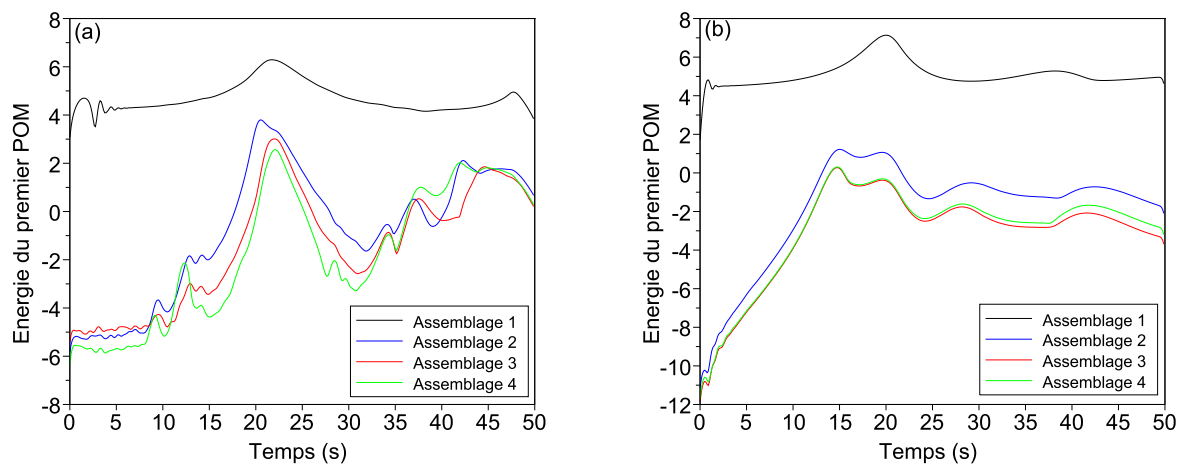 (a)
Energie du premier POM
8
6
4
2
0
-2
-4
-6
-8
0 5 10 15 20 25 30 35 40 45 50
Temps (s)
Assemblage 1
Assemblage 2
Assemblage 3
Assemblage 4
(b)
Energie du premier POM
8
6
4
2
0
-2
-4
-6
-8
-10
-12
0 5 10 15 20 25 30 35 40 45 50
Temps (s)
Assemblage 1
Assemblage 2
Assemblage 3
Assemblage 4